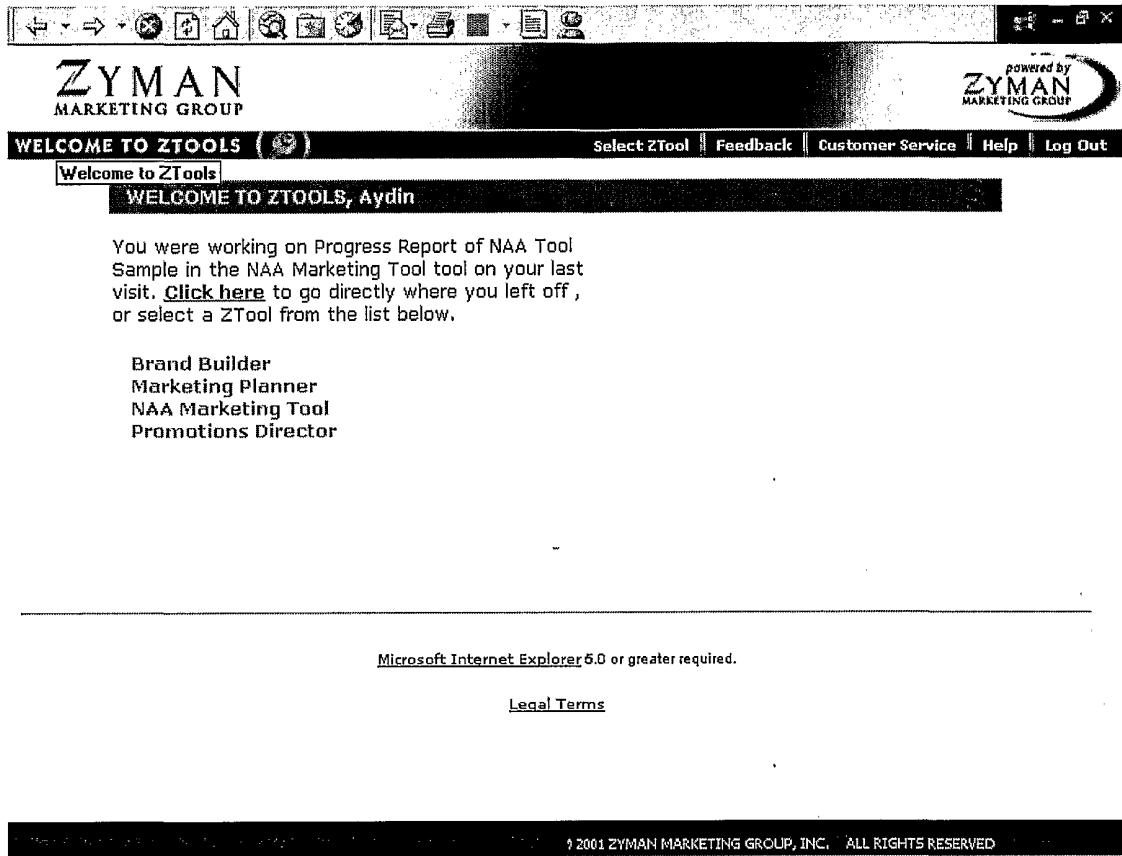 ZYMAN
MARKETING GROUP
powered by
ZYMAN
MARKETING GROUP
WELCOME TO ZTOOLS ( ) Select ZTool Feedback Customer Service Help Log Out
Welcome to ZTools
WELCOME TO ZTOOLS, Aydin
You were working on Progress Report of NAA Tool
Sample in the NAA Marketing Tool tool on your last
visit. Click here to go directly where you left off ,
or select a ZTool from the list below.
Brand Builder
Marketing Planner
NAA Marketing Tool
Promotions Director
Microsoft Internet Explorer 5.0 or greater required.
Legal Terms
2001 ZYMAN MARKETING GROUP, INC. ALL RIGHTS RESERVED